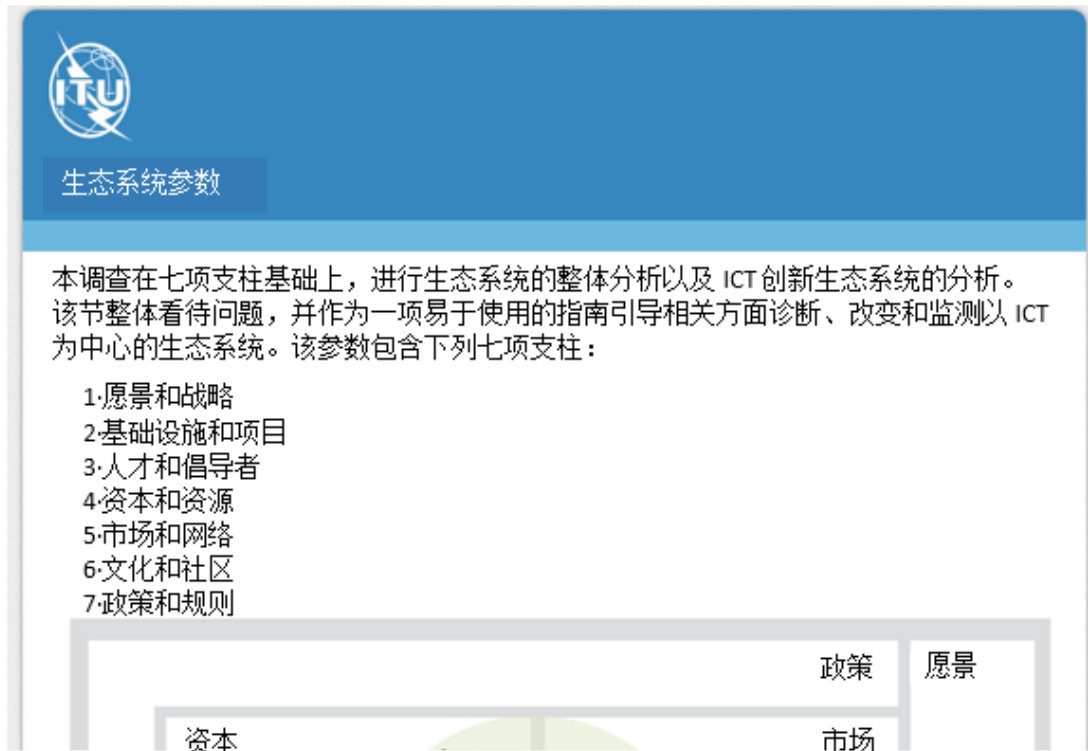 ITU
生态系统参数
本调查在七项支柱基础上，进行生态系统的整体分析以及 ICT 创新生态系统的分析。
该节整体看待问题，并作为一项易于使用的指南引导相关方面诊断、改变和监测以 ICT
为中心的生态系统。该参数包含下列七项支柱：
1·愿景和战略
2·基础设施和项目
3·人才和倡导者
4·资本和资源
5·市场和网络
6·文化和社区
7·政策和规则
政策 愿景
资本 市场